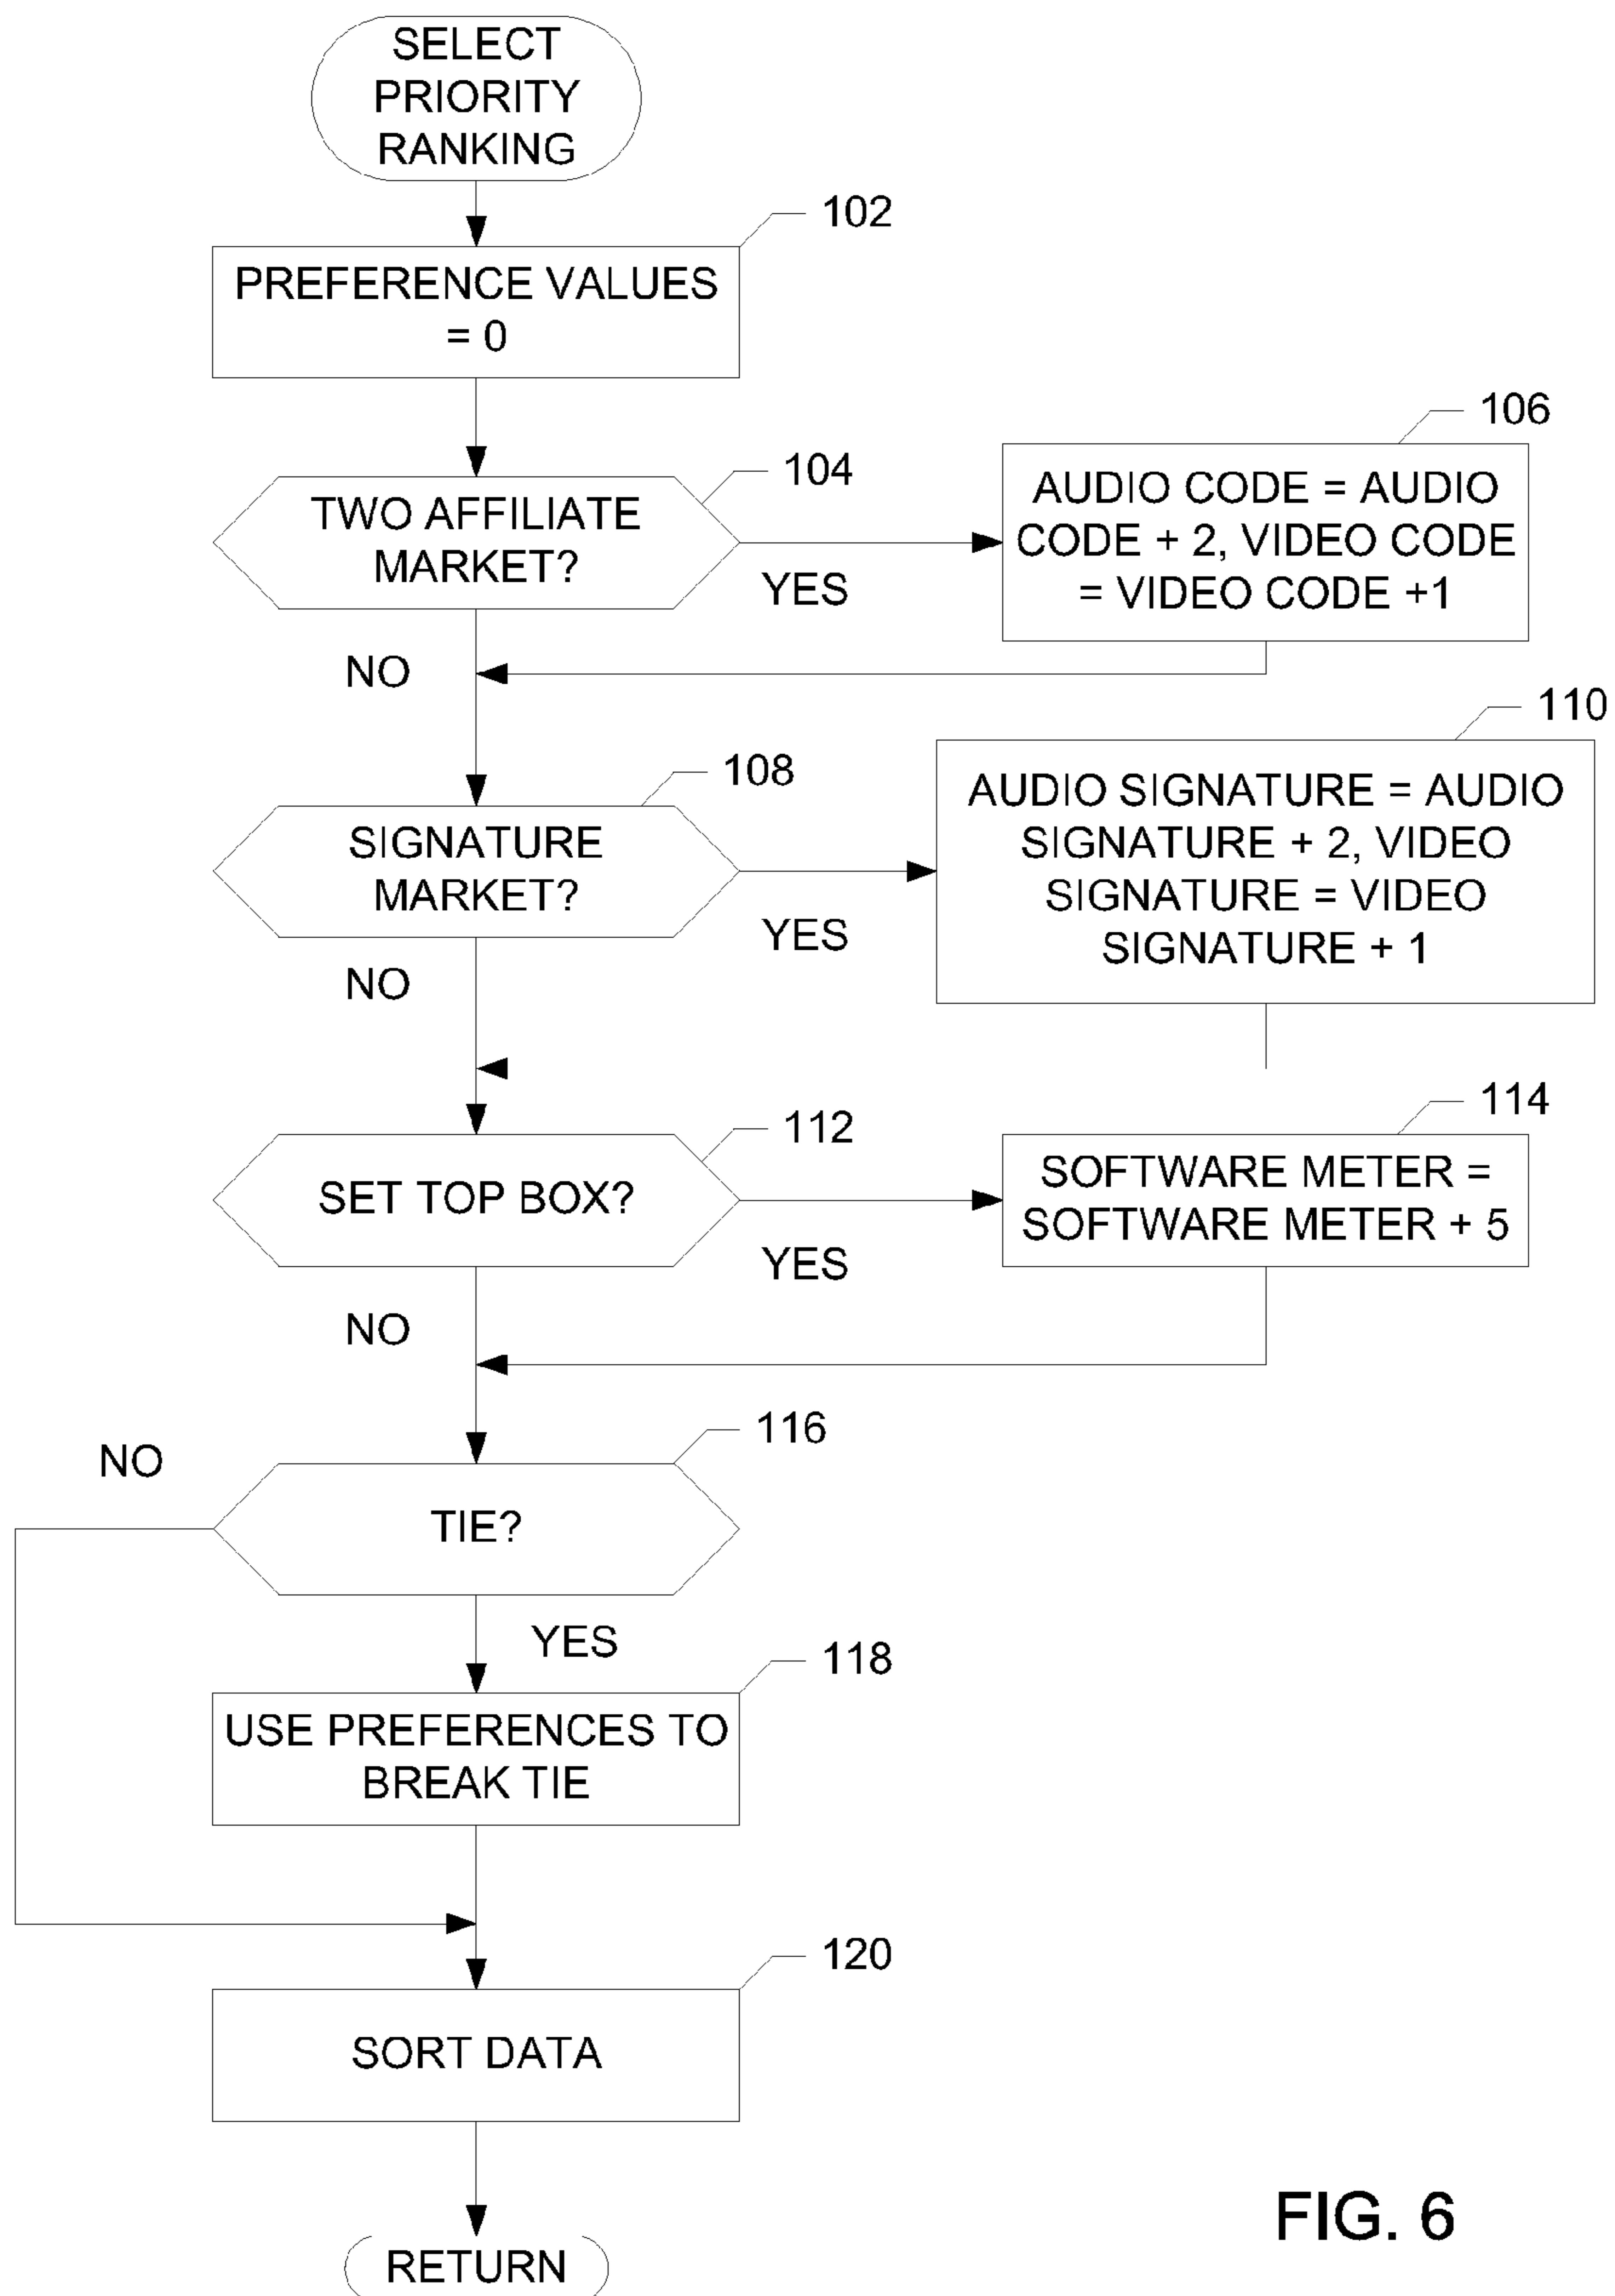 SELECT
PRIORITY
RANKING
102
PREFERENCE VALUES
= 0
104
TWO AFFILIATE
MARKET?
YES
NO
106
AUDIO CODE = AUDIO
CODE + 2, VIDEO CODE
= VIDEO CODE +1
108
SIGNATURE
MARKET?
YES
NO
110
AUDIO SIGNATURE = AUDIO
SIGNATURE + 2, VIDEO
SIGNATURE = VIDEO
SIGNATURE + 1
112
SET TOP BOX?
YES
NO
114
SOFTWARE METER =
SOFTWARE METER + 5
116
NO
TIE?
YES
118
USE PREFERENCES TO
BREAK TIE
120
SORT DATA
RETURN
FIG. 6